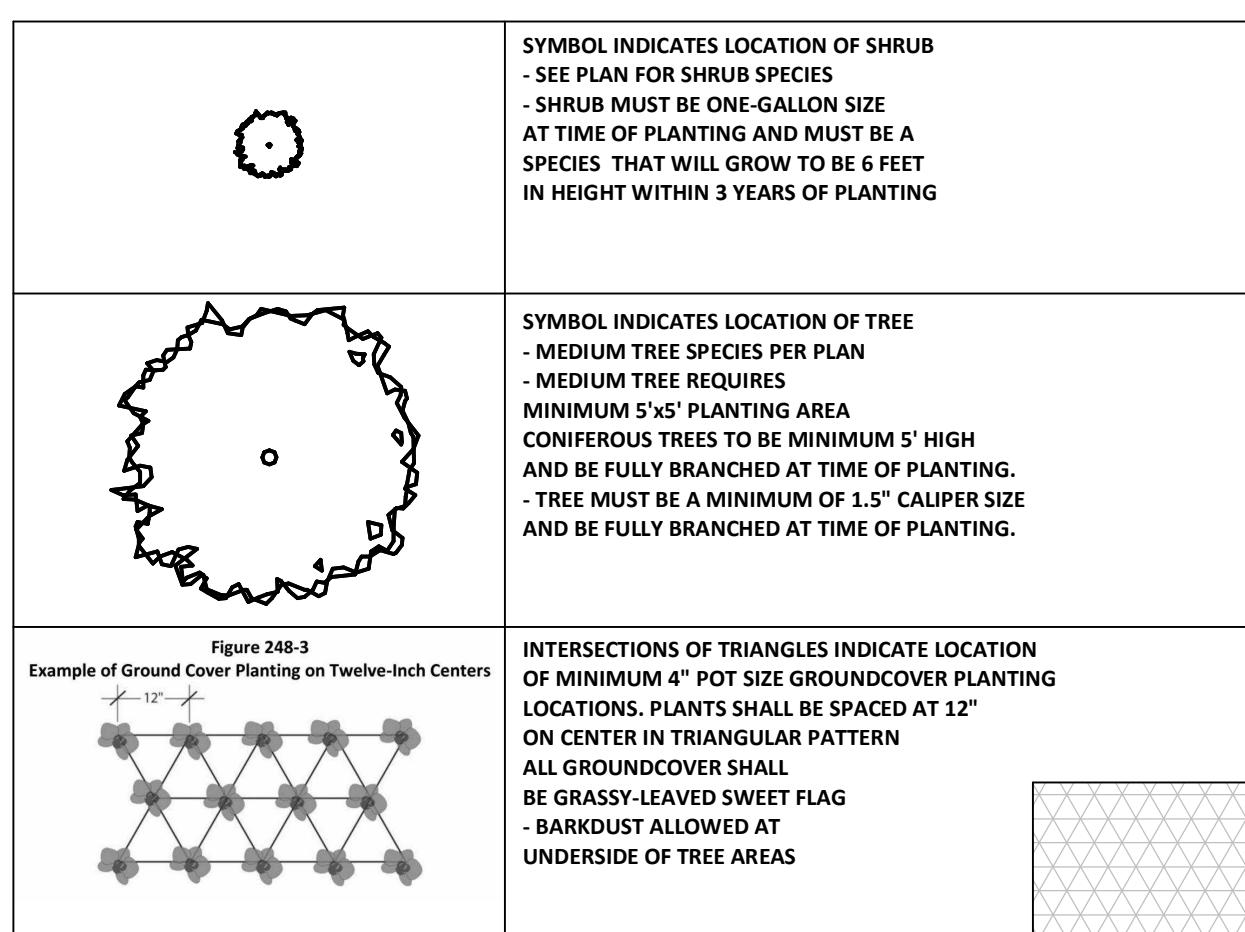 SYMBOL INDICATES LOCATION OF SHRUB
- SEE PLAN FOR SHRUB SPECIES
- SHRUB MUST BE ONE-GALLON SIZE
AT TIME OF PLANTING AND MUST BE A
SPECIES THAT WILL GROW TO BE 6 FEET
IN HEIGHT WITHIN 3 YEARS OF PLANTING
SYMBOL INDICATES LOCATION OF TREE
- MEDIUM TREE SPECIES PER PLAN
- MEDIUM TREE REQUIRES
MINIMUM 5'x5' PLANTING AREA
CONIFEROUS TREES TO BE MINIMUM 5' HIGH
AND BE FULLY BRANCHED AT TIME OF PLANTING.
- TREE MUST BE A MINIMUM OF 1.5" CALIPER SIZE
AND BE FULLY BRANCHED AT TIME OF PLANTING.
Figure 248-3
Example of Ground Cover Planting on Twelve-Inch Centers
12"
INTERSECTIONS OF TRIANGLES INDICATE LOCATION
OF MINIMUM 4" POT SIZE GROUNDCOVER PLANTING
LOCATIONS. PLANTS SHALL BE SPACED AT 12"
ON CENTER IN TRIANGULAR PATTERN
ALL GROUNDCOVER SHALL
BE GRASSY-LEAVED SWEET FLAG
- BARKDUST ALLOWED AT
UNDERSIDE OF TREE AREAS